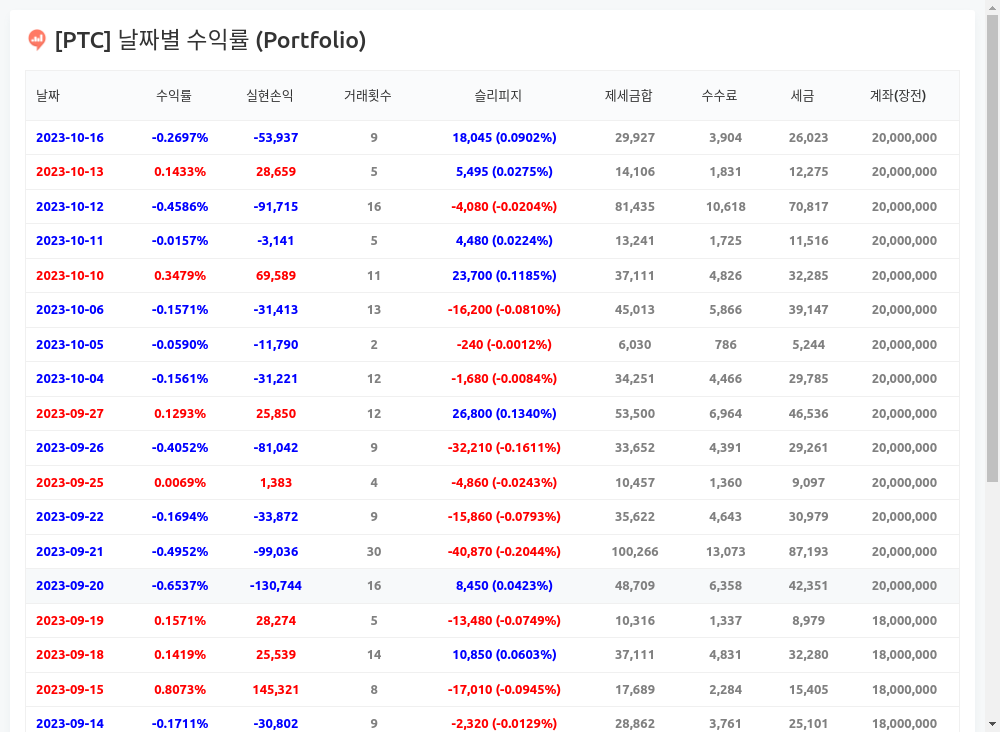 [PTC] 날짜별 수익률 (Portfolio)
날짜 수익률 실현손익 거래횟수 슬리피지 제세금합 수수료 세금 계좌(장전)
2023-10-16 -0.2697% -53,937 9 18,045 (0.0902%) 29,927 3,904 26,023 20,000,000
2023-10-13 0.1433% 28,659 5 5,495 (0.0275%) 14,106 1,831 12,275 20,000,000
2023-10-12 -0.4586% -91,715 16 -4,080 (-0.0204%) 81,435 10,618 70,817 20,000,000
2023-10-11 -0.0157% -3,141 5 4,480 (0.0224%) 13,241 1,725 11,516 20,000,000
2023-10-10 0.3479% 69,589 11 23,700 (0.1185%) 37,111 4,826 32,285 20,000,000
2023-10-06 -0.1571% -31,413 13 -16,200 (-0.0810%) 45,013 5,866 39,147 20,000,000
2023-10-05 -0.0590% -11,790 2 -240 (-0.0012%) 6,030 786 5,244 20,000,000
2023-10-04 -0.1561% -31,221 12 -1,680 (-0.0084%) 34,251 4,466 29,785 20,000,000
2023-09-27 0.1293% 25,850 12 26,800 (0.1340%) 53,500 6,964 46,536 20,000,000
2023-09-26 -0.4052% -81,042 9 -32,210 (-0.1611%) 33,652 4,391 29,261 20,000,000
2023-09-25 0.0069% 1,383 4 -4,860 (-0.0243%) 10,457 1,360 9,097 20,000,000
2023-09-22 -0.1694% -33,872 9 -15,860 (-0.0793%) 35,622 4,643 30,979 20,000,000
2023-09-21 -0.4952% -99,036 30 -40,870 (-0.2044%) 100,266 13,073 87,193 20,000,000
2023-09-20 -0.6537% -130,744 16 8,450 (0.0423%) 48,709 6,358 42,351 20,000,000
2023-09-19 0.1571% 28,274 5 -13,480 (-0.0749%) 10,316 1,337 8,979 18,000,000
2023-09-18 0.1419% 25,539 14 10,850 (0.0603%) 37,111 4,831 32,280 18,000,000
2023-09-15 0.8073% 145,321 8 -17,010 (-0.0945%) 17,689 2,284 15,405 18,000,000
2023-09-14 -0.1711% -30,802 9 -2,320 (-0.0129%) 28,862 3,761 25,101 18,000,000